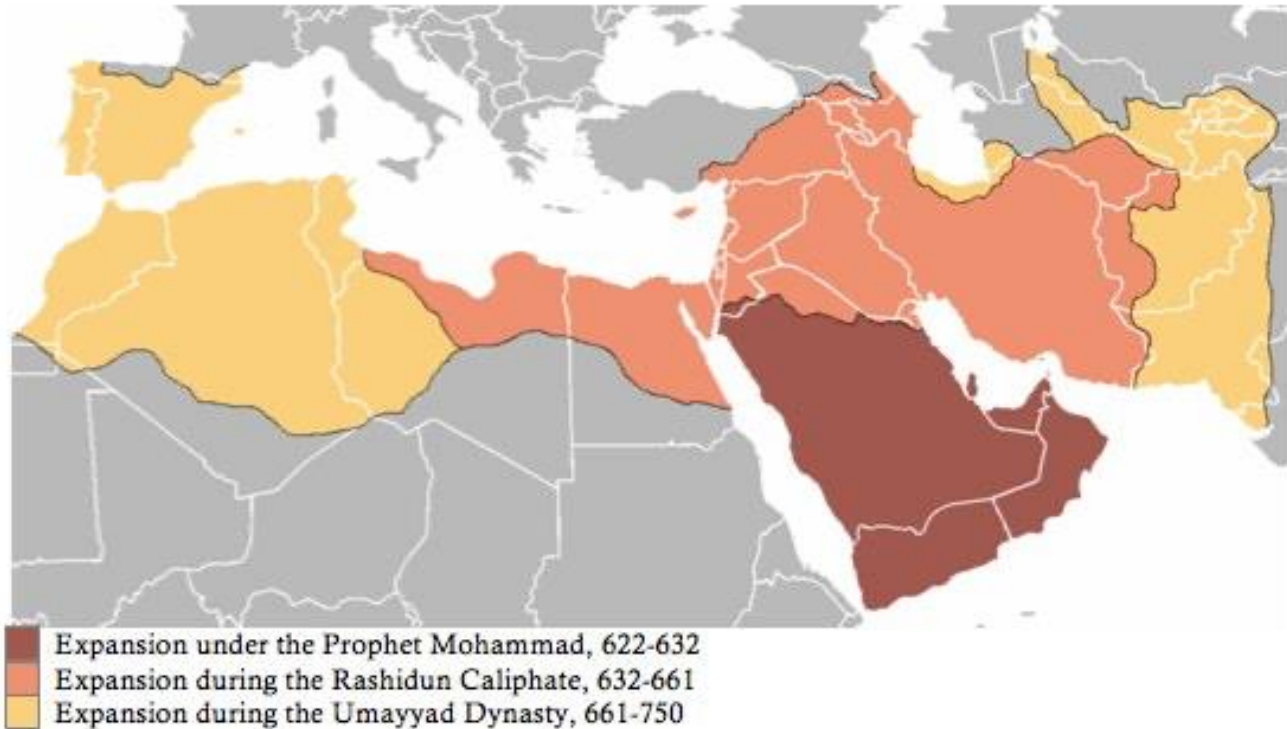 Expansion under the Prophet Mohammad, 622-632
Expansion during the Rashidun Caliphate, 632-661
Expansion during the Umayyad Dynasty, 661-750